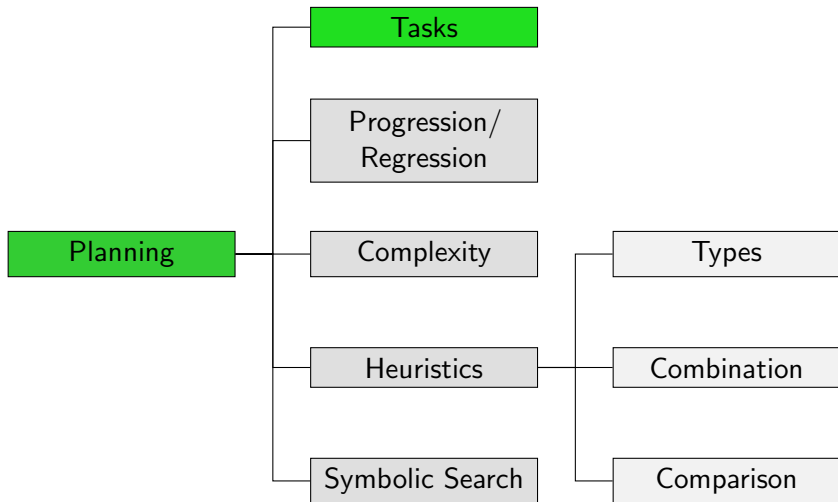 Tasks
Progression/
Regression
Planning
Complexity
Types
Heuristics
Combination
Symbolic Search
Comparison